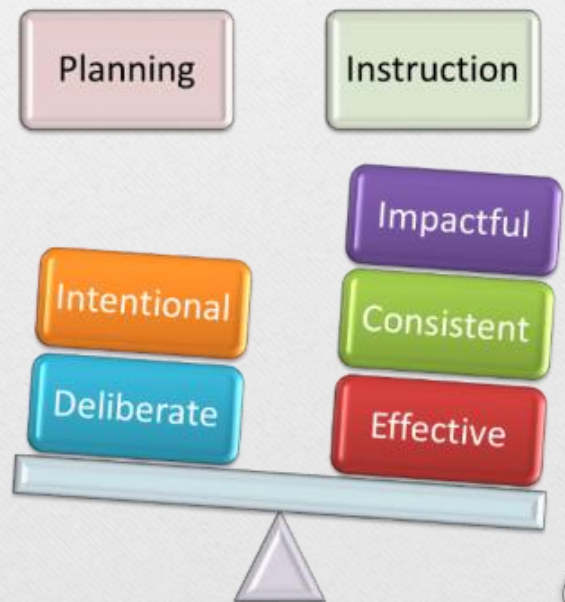 Planning
Instruction
Impactful
Intentional
Consistent
Deliberate
Effective